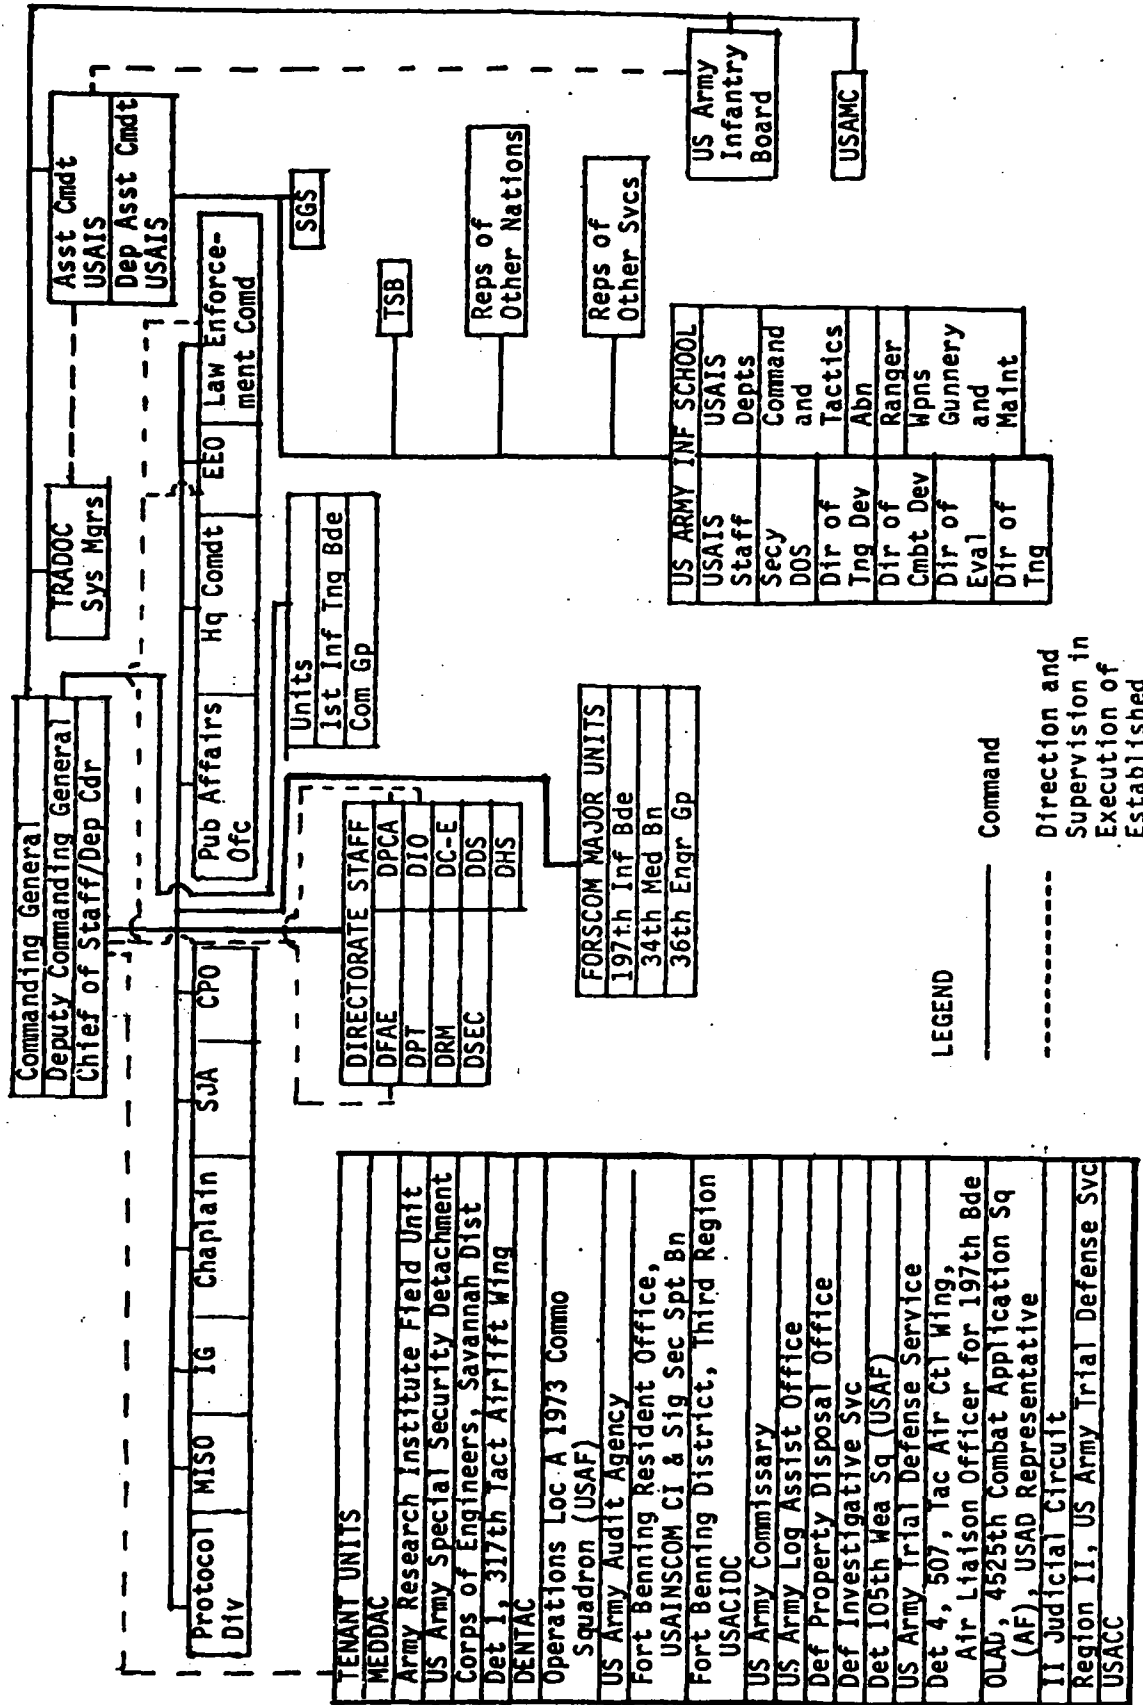 Commanding General
Deputy Commanding General
Chief of Staff/Dep Cdr
TRADOC
Sys Mgrs
Asst Cmdt
USAIS
Dep Asst Cmdt
USAIS
Protocol
Div
MISO
IG
Chaplain
SJA
CPO
Pub Affairs
Ofc
Hq Comdt
EEO
Law Enforce-
ment Comd
SGS
TSB
Reps of
Other Nations
Reps of
Other Svcs
US Army
Infantry
Board
USAMC
Units
1st Inf Tng Bde
Com Gp
DIRECTORATE STAFF
DFAE
DPCA
DPT
DIO
DRM
DC-E
DSEC
DDS
DHS
FORSCOM MAJOR UNITS
197th Inf Bde
34th Med Bn
36th Engr Gp
US ARMY INF SCHOOL
USAIS
Staff
Secy
DOS
Dir of
Tng Dev
Dir of
Cmbt Dev
Dir of
Eval
Dir of
Tng
USAIS
Depts
Command
and
Tactics
Abn
Ranger
Wpns
Gunnery
and
Maint
TENANT UNITS
MEDDAC
Army Research Institute Field Unit
US Army Special Security Detachment
Corps of Engineers, Savannah Dist
Det 1, 317th Tact Airlift Wing
DENTAC
Operations Loc A 1973 Commo
Squadron (USAF)
US Army Audit Agency
Fort Benning Resident Office,
USAINSCOM CI & Sig Sec Spt Bn
Fort Benning District, Third Region
USACIDC
US Army Commissary
US Army Log Assist Office
Def Property Disposal Office
Def Investigative Svc
Det 105th Wea Sq (USAF)
US Army Trial Defense Service
Det 4, 507, Tac Air Ctl Wing,
Air Liaison Officer for 197th Bde
OLAD, 4525th Combat Application Sq
(AF), USAD Representative
II Judicial Circuit
Region II, US Army Trial Defense Svc
USACC
LEGEND
Command
Direction and
Supervision in
Execution of
Established